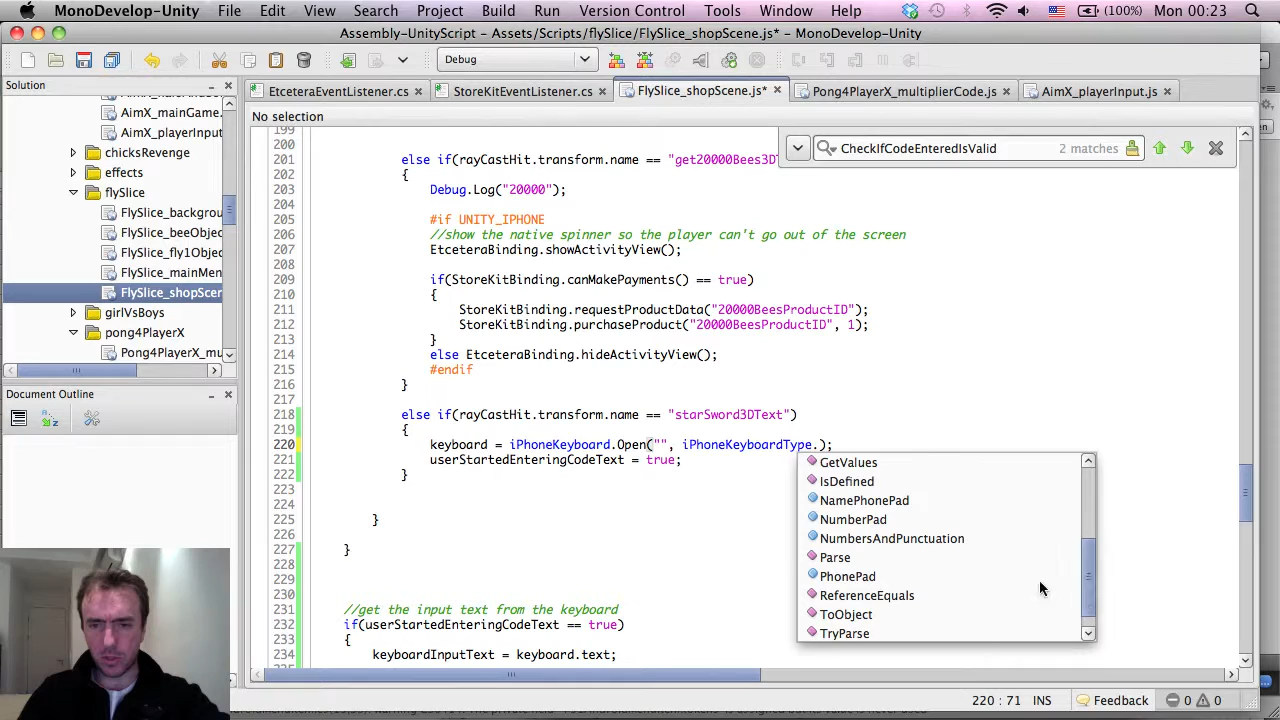 MonoDevelop-Unity File Edit View Search Project Build Run Version Control Tools Window Help (100%) Mon 00:23
Assembly-UnityScript - Assets/Scripts/flySlice/FlySlice_shopScene.js* - MonoDevelop-Unity
Debug
Solution
EtceteraEventListener.cs × StoreKitEventListener.cs × FlySlice_shopScene.js* × Pong4PlayerX_multiplierCode.js × AimX_playerInput.js ×
No selection
CheckIfCodeEnteredIsValid 2 matches
AimX_mainGame.
AimX_playerInput
chicksRevenge
effects
flySlice
FlySlice_backgrou
FlySlice_beeObjec
FlySlice_fly1Objec
FlySlice_mainMen
FlySlice_shopScen
girlVsBoys
pong4PlayerX
Pong4PlayerX_mu
Document Outline
199
200
201 else if(rayCastHit.transform.name == "get20000Bees3DT
202 {
203 Debug.Log("20000");
204
205 #if UNITY_IPHONE
206 //show the native spinner so the player can't go out of the screen
207 EtceteraBinding.showActivityView();
208
209 if(StoreKitBinding.canMakePayments() == true)
210 {
211 StoreKitBinding.requestProductData("20000BeesProductID");
212 StoreKitBinding.purchaseProduct("20000BeesProductID", 1);
213 }
214 else EtceteraBinding.hideActivityView();
215 #endif
216 }
217
218 else if(rayCastHit.transform.name == "starSword3DText")
219 {
220 keyboard = iPhoneKeyboard.Open("", iPhoneKeyboardType.);
221 userStartedEnteringCodeText = true;
222 }
223
224
225 }
226
227 }
228
229
230
231 //get the input text from the keyboard
232 if(userStartedEnteringCodeText == true)
233 {
234 keyboardInputText = keyboard.text;
235
GetValues
IsDefined
NamePhonePad
NumberPad
NumbersAndPunctuation
Parse
PhonePad
ReferenceEquals
ToObject
TryParse
220 : 71 INS Feedback 0 0